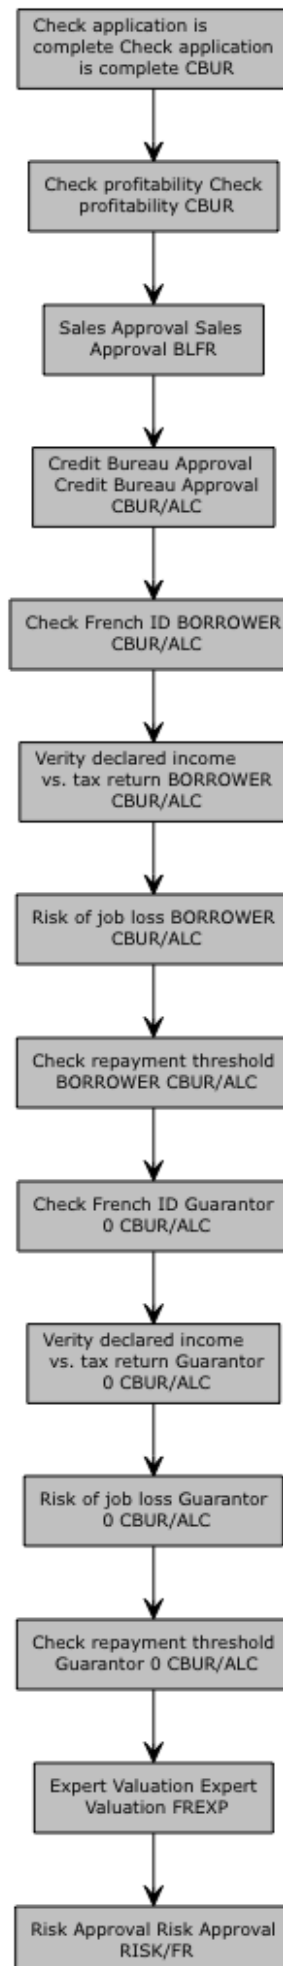 Check application is
complete Check application
is complete CBUR
Check profitability Check
profitability CBUR
Sales Approval Sales
Approval BLFR
Credit Bureau Approval
Credit Bureau Approval
CBUR/ALC
Check French ID BORROWER
CBUR/ALC
Verity declared income
vs. tax return BORROWER
CBUR/ALC
Risk of job loss BORROWER
CBUR/ALC
Check repayment threshold
BORROWER CBUR/ALC
Check French ID Guarantor
0 CBUR/ALC
Verity declared income
vs. tax return Guarantor
0 CBUR/ALC
Risk of job loss Guarantor
0 CBUR/ALC
Check repayment threshold
Guarantor 0 CBUR/ALC
Expert Valuation Expert
Valuation FREXP
Risk Approval Risk Approval
RISK/FR